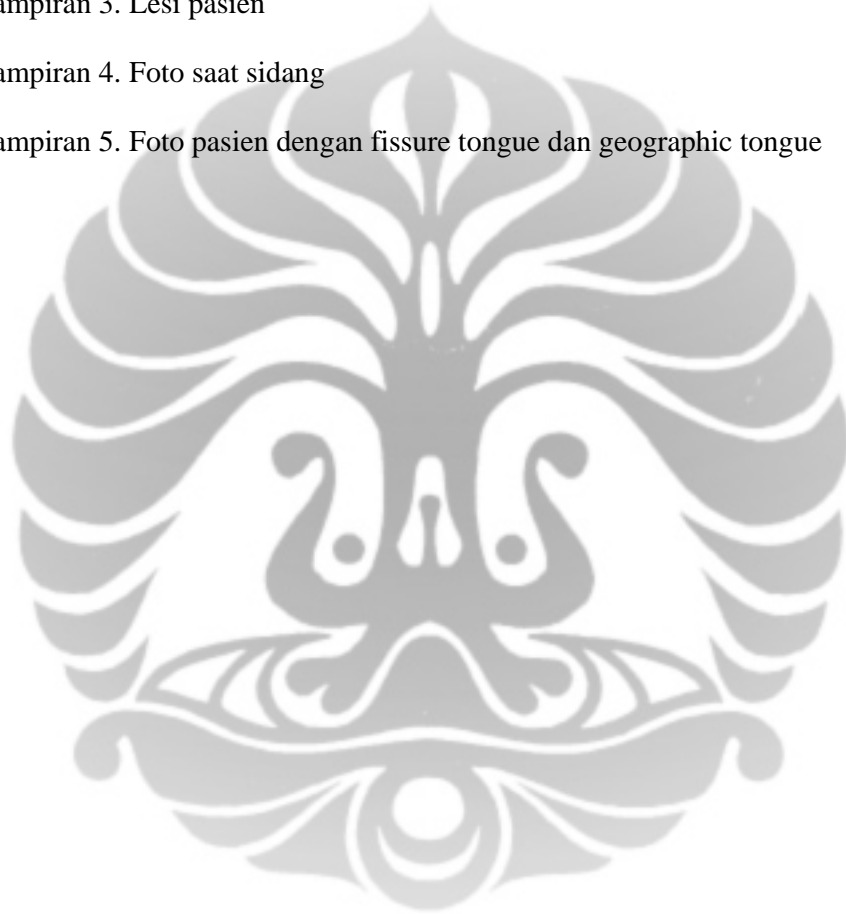 ampiran 3. Lesi pasien
ampiran 4. Foto saat sidang
ampiran 5. Foto pasien dengan fissure tongue dan geographic tongue